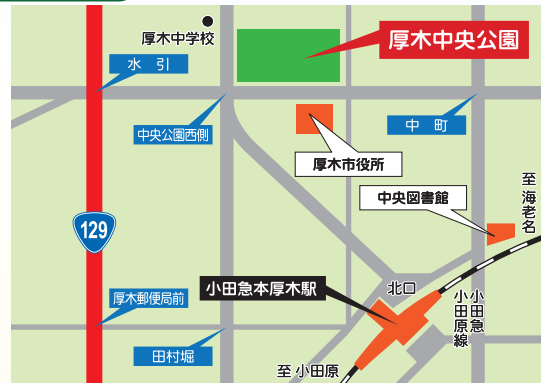 厚木中学校
厚木中央公園
水 引
中央公園西側
中 町
厚木市役所
中央図書館
至 海老名
129
小田急本厚木駅
北口
厚木郵便局前
小田急
小田原線
田村堀
至 小田原